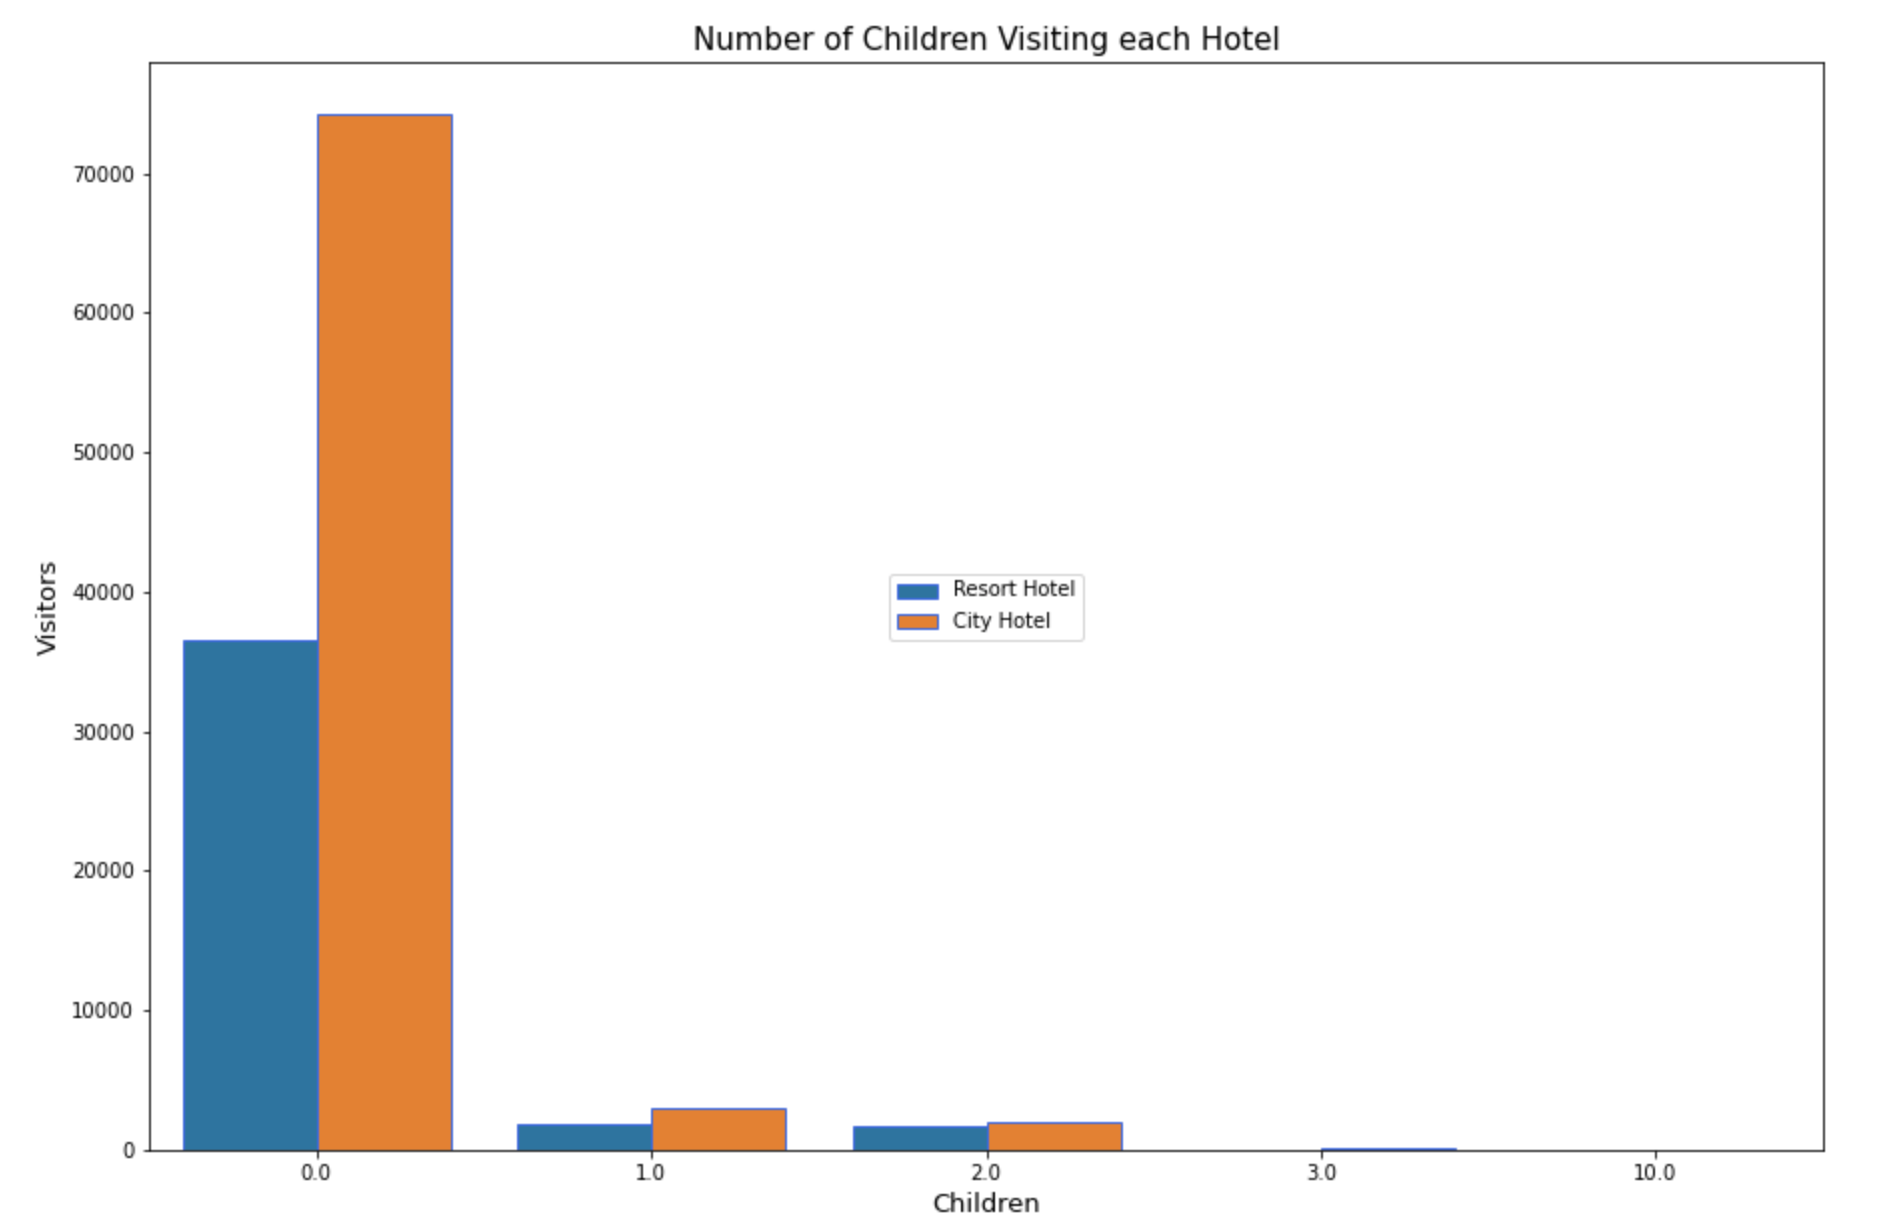 Number of Children Visiting each Hotel
70000
60000
50000
40000
30000
20000
10000
0
Visitors
Resort Hotel
City Hotel
0.0 1.0 2.0 3.0 10.0
Children